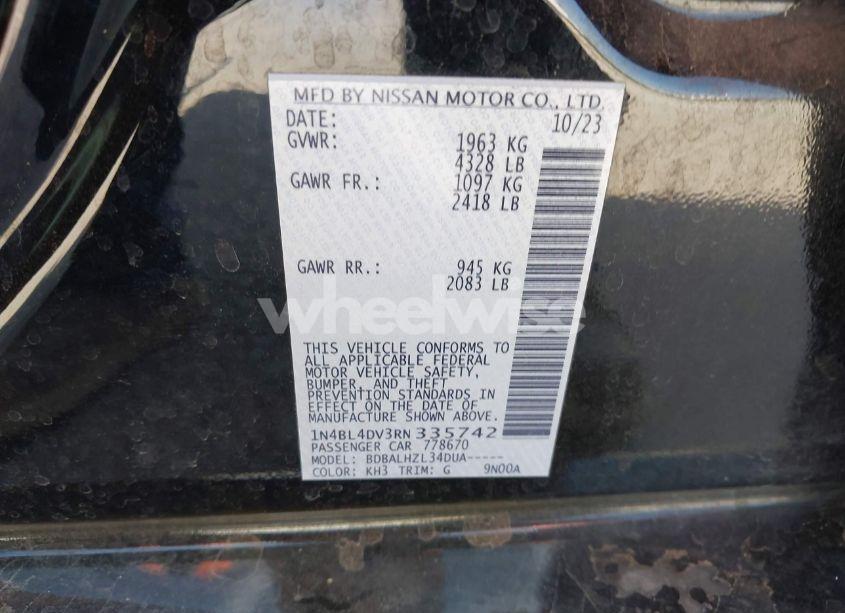 MFD BY NISSAN MOTOR CO., LTD.
DATE: 10/23
GVWR: 1963 KG
4328 LB
GAWR FR.: 1097 KG
2418 LB
GAWR RR.: 945 KG
2083 LB
wheelwise
THIS VEHICLE CONFORMS TO
ALL APPLICABLE FEDERAL
MOTOR VEHICLE SAFETY,
BUMPER, AND THEFT
PREVENTION STANDARDS IN
EFFECT ON THE DATE OF
MANUFACTURE SHOWN ABOVE.
1N4BL4DV3RN335742
PASSENGER CAR 778670
MODEL: BDBALHZL34DUA-----
COLOR: KH3 TRIM: G 9N00A